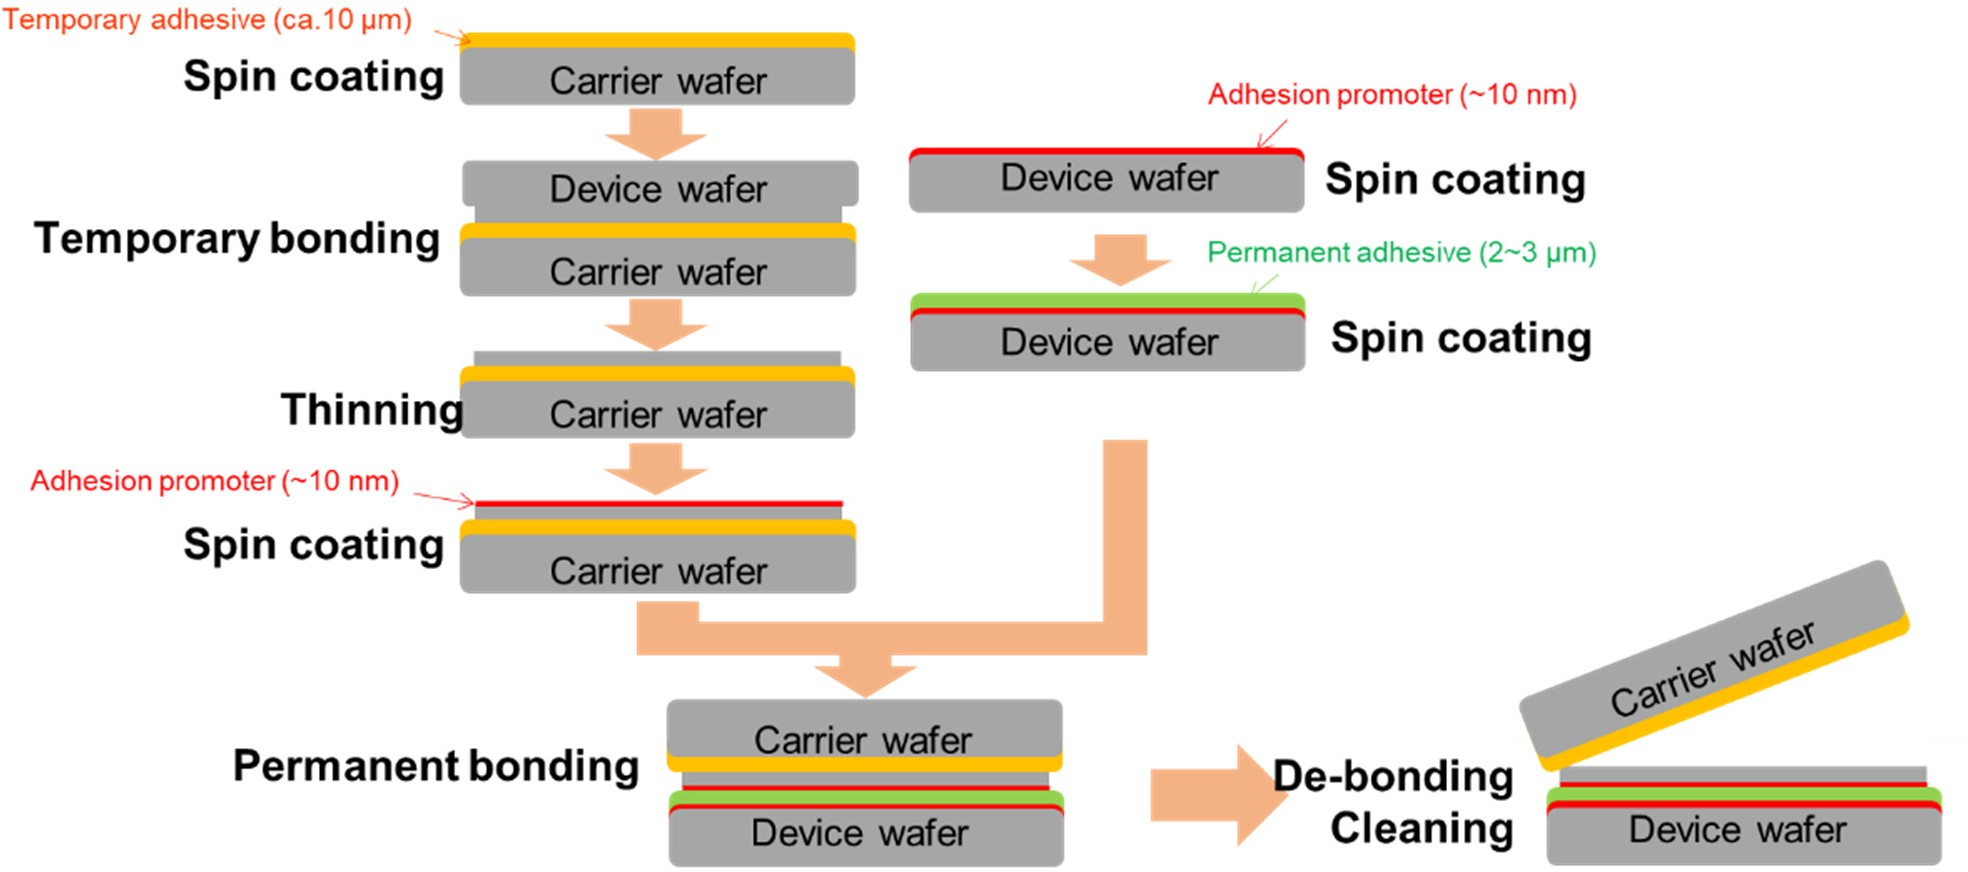 Temporary adhesive (ca.10 µm)
Spin coating
Carrier wafer
Device wafer
Temporary bonding
Carrier wafer
Thinning
Carrier wafer
Adhesion promoter (~10 nm)
Spin coating
Carrier wafer
Adhesion promoter (~10 nm)
Device wafer
Spin coating
Permanent adhesive (2~3 µm)
Device wafer
Spin coating
Carrier wafer
Permanent bonding
Device wafer
De-bonding
Cleaning
Carrier wafer
Device wafer